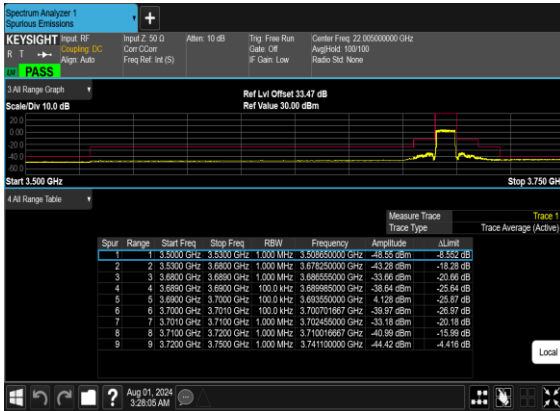 Spectrum Analyzer 1
Spurious Emissions
+
KEYSIGHT Input: RF Input Z: 50 Ω Atten: 10 dB Trig: Free Run Center Freq: 22.005000000 GHz
R T Coupling: DC Corr CCorr Gate: Off Avg|Hold: 100/100
Align: Auto Freq Ref: Int (S) IF Gain: Low Radio Std: None
PASS
3 All Range Graph Ref Lvl Offset 33.47 dB
Scale/Div 10.0 dB Ref Value 30.00 dBm
20.0
0.00
-20.0
-40.0
-60.0
Start 3.500 GHz Stop 3.750 GH
4 All Range Table
Measure Trace Trace 1
Trace Type Trace Average (Active)
Spur Range Start Freq Stop Freq RBW Frequency Amplitude ΔLimit
1 1 3.5000 GHz 3.5300 GHz 1.000 MHz 3.508650000 GHz -48.55 dBm -8.552 dB
2 2 3.5300 GHz 3.6800 GHz 1.000 MHz 3.678250000 GHz -43.28 dBm -18.28 dB
3 3 3.6800 GHz 3.6890 GHz 1.000 MHz 3.686555000 GHz -33.66 dBm -20.66 dB
4 4 3.6890 GHz 3.6900 GHz 100.0 kHz 3.689985000 GHz -38.64 dBm -25.64 dB
5 5 3.6900 GHz 3.7000 GHz 100.0 kHz 3.693550000 GHz 4.128 dBm -25.87 dB
6 6 3.7000 GHz 3.7010 GHz 100.0 kHz 3.700701667 GHz -39.97 dBm -26.97 dB
7 7 3.7010 GHz 3.7100 GHz 1.000 MHz 3.702455000 GHz -33.18 dBm -20.18 dB
8 8 3.7100 GHz 3.7200 GHz 1.000 MHz 3.710016667 GHz -40.99 dBm -15.99 dB
9 9 3.7200 GHz 3.7500 GHz 1.000 MHz 3.741100000 GHz -44.42 dBm -4.416 dB
Local
? Aug 01, 2024
3:28:05 AM